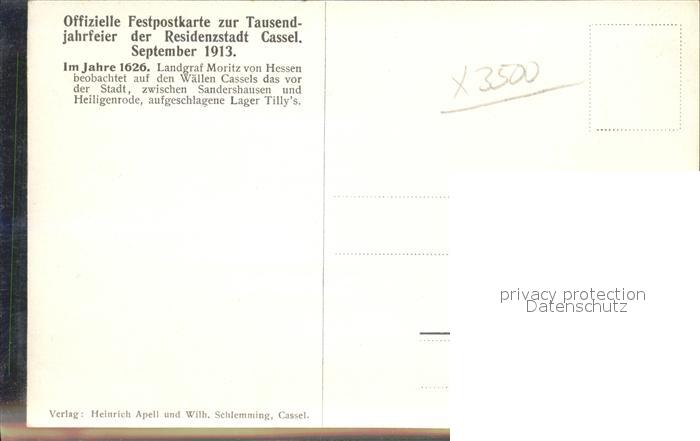 Offizielle Festpostkarte zur Tausend-
jahrfeier der Residenzstadt Cassel.
September 1913.
Im Jahre 1626. Landgraf Moritz von Hessen
beobachtet auf den Wällen Cassels das vor
der Stadt, zwischen Sandershausen und
Heiligenrode, aufgeschlagene Lager Tilly's.
X 3500
privacy protection
Datenschutz
Verlag: Heinrich Apell und Wilh. Schlemming, Cassel.